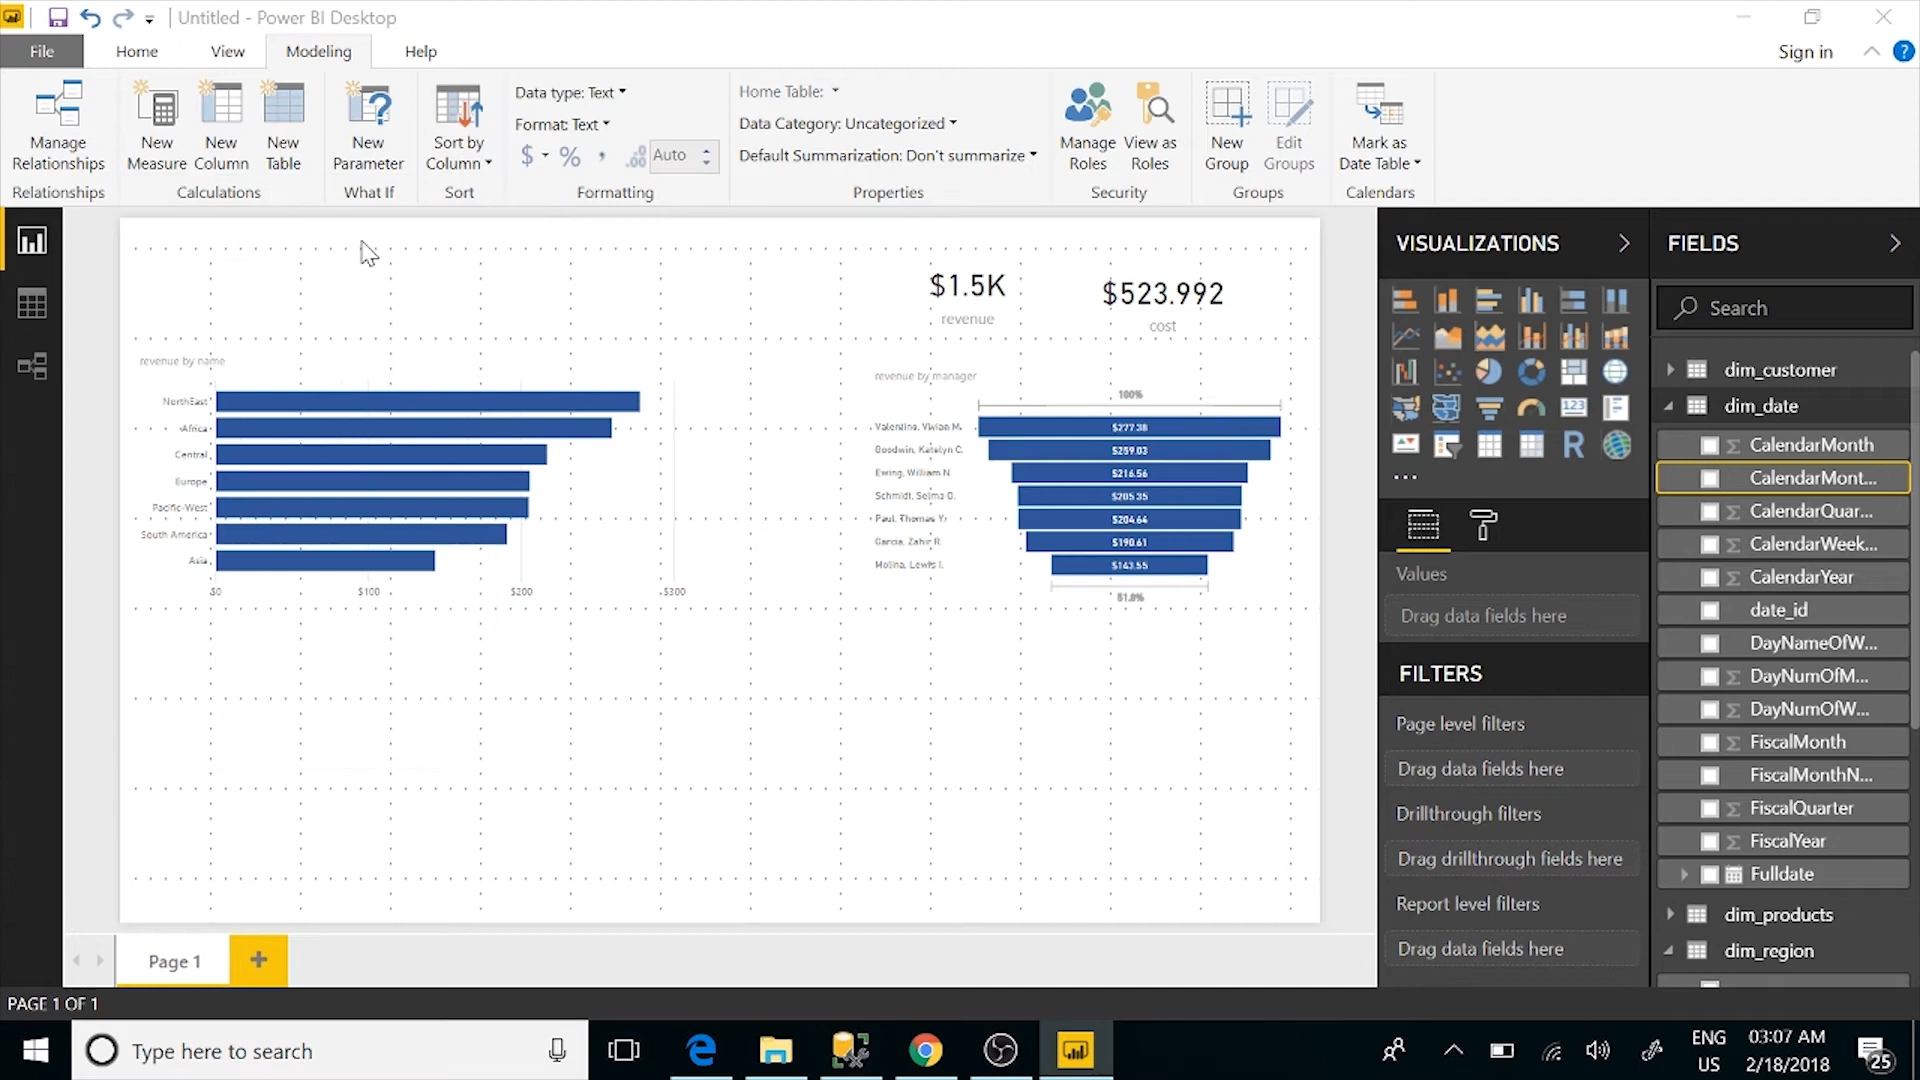 Untitled - Power BI Desktop
File
Home
View
Modeling
Help
Sign in
Manage
Relationships
Relationships
New
Measure
New
Column
New
Table
Calculations
New
Parameter
What If
Sort by
Column
Sort
Data type: Text
Format: Text
$ % , .00 Auto
Formatting
Home Table:
Data Category: Uncategorized
Default Summarization: Don't summarize
Properties
Manage
Roles
View as
Roles
Security
New
Group
Edit
Groups
Groups
Mark as
Date Table
Calendars
$1.5K
revenue
$523.992
cost
revenue by name
NorthEast
Africa
Central
Europe
Pacific-West
South America
Asia
$0
$100
$200
$300
revenue by manager
100%
Valentine, Vivian M.
$277.38
Goodwin, Katelyn C.
$259.03
Ewing, William N.
$216.56
Schmidt, Selma O.
$205.35
Paul, Thomas Y.
$204.64
Garcia, Zahir R.
$190.61
Molina, Lewis I.
$143.55
51.8%
VISUALIZATIONS
123
R
...
Values
Drag data fields here
FILTERS
Page level filters
Drag data fields here
Drillthrough filters
Drag drillthrough fields here
Report level filters
Drag data fields here
FIELDS
Search
dim_customer
dim_date
Σ CalendarMonth
CalendarMont...
Σ CalendarQuar...
Σ CalendarWeek...
Σ CalendarYear
date_id
DayNameOfW...
Σ DayNumOfM...
Σ DayNumOfW...
Σ FiscalMonth
FiscalMonthN...
Σ FiscalQuarter
Σ FiscalYear
Fulldate
dim_products
dim_region
Page 1
+
PAGE 1 OF 1
Type here to search
ENG
US
03:07 AM
2/18/2018
25